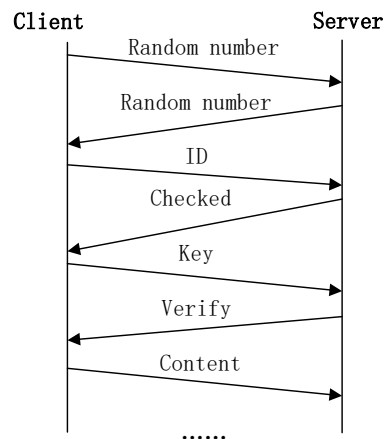 Client Server
Random number
Random number
ID
Checked
Key
Verify
Content
......